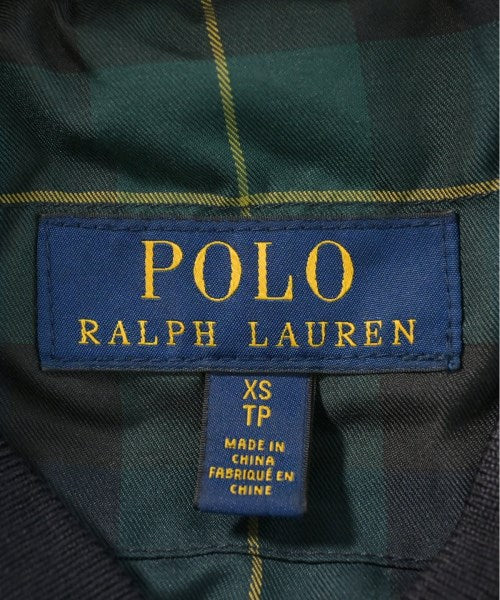 POLO
RALPH LAUREN
XS
TP
MADE IN
CHINA
FABRIQUÉ EN
CHINE